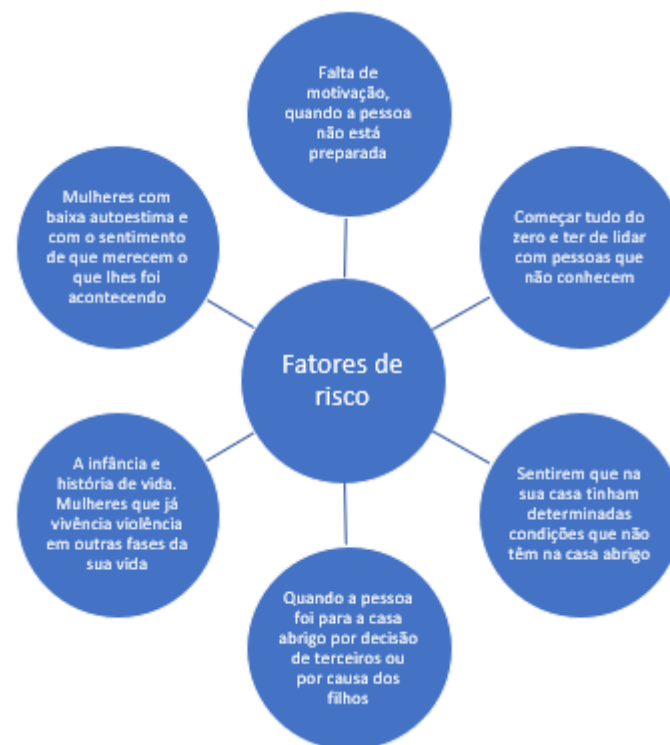 Falta de
motivação,
quando a pessoa
não está
preparada
Começar tudo do
zero e ter de lidar
com pessoas que
não conhecem
Sentirem que na
sua casa tinham
determinadas
condições que não
têm na casa abrigo
Quando a pessoa
foi para a casa
abrigo por decisão
de terceiros ou
por causa dos
filhos
A infância e
história de vida.
Mulheres que já
vivência violência
em outras fases da
sua vida
Mulheres com
baixa autoestima e
com o sentimento
de que merecem o
que lhes foi
acontecendo
Fatores de
risco